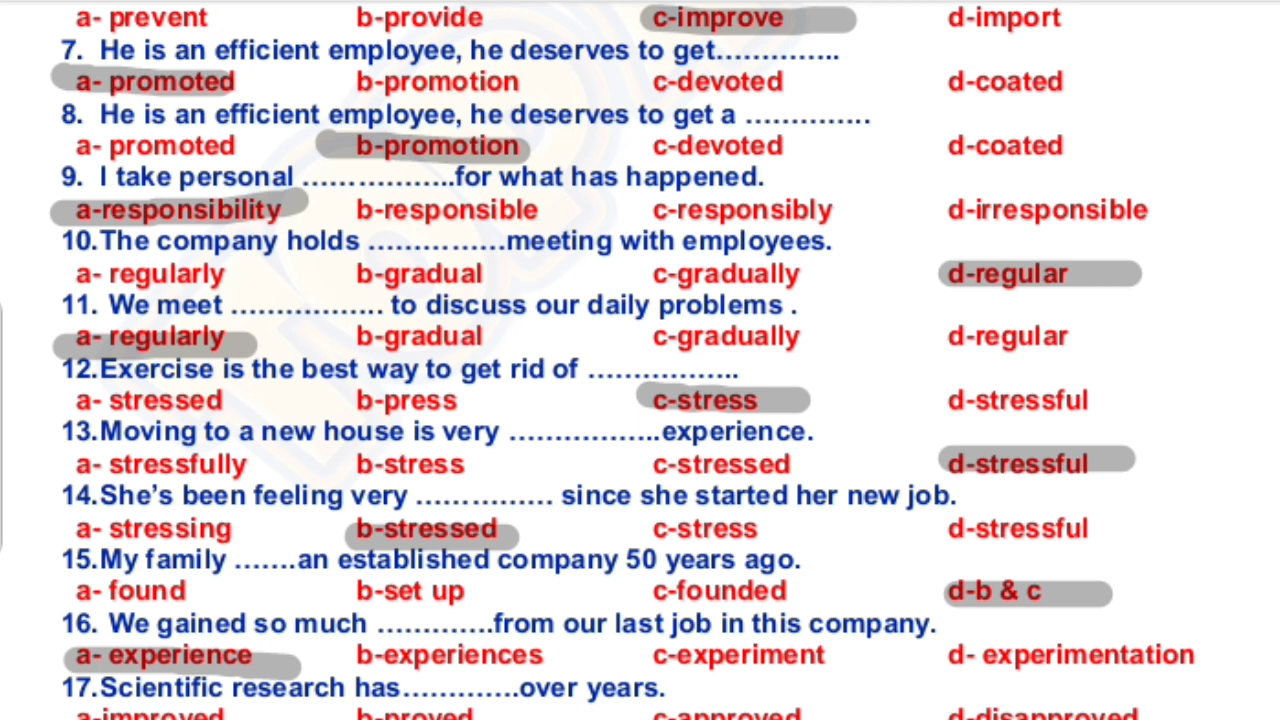 a- prevent b-provide c-improve d-import
7. He is an efficient employee, he deserves to get…………..
a- promoted b-promotion c-devoted d-coated
8. He is an efficient employee, he deserves to get a …………..
a- promoted b-promotion c-devoted d-coated
9. I take personal ………………..for what has happened.
a-responsibility b-responsible c-responsibly d-irresponsible
10.The company holds ……………..meeting with employees.
a- regularly b-gradual c-gradually d-regular
11. We meet ……………….. to discuss our daily problems .
a- regularly b-gradual c-gradually d-regular
12.Exercise is the best way to get rid of ……………..
a- stressed b-press c-stress d-stressful
13.Moving to a new house is very ………………..experience.
a- stressfully b-stress c-stressed d-stressful
14.She’s been feeling very …………….. since she started her new job.
a- stressing b-stressed c-stress d-stressful
15.My family …….an established company 50 years ago.
a- found b-set up c-founded d-b & c
16. We gained so much …………..from our last job in this company.
a- experience b-experiences c-experiment d- experimentation
17.Scientific research has…………..over years.
a-improved b-proved c-approved d-disapproved